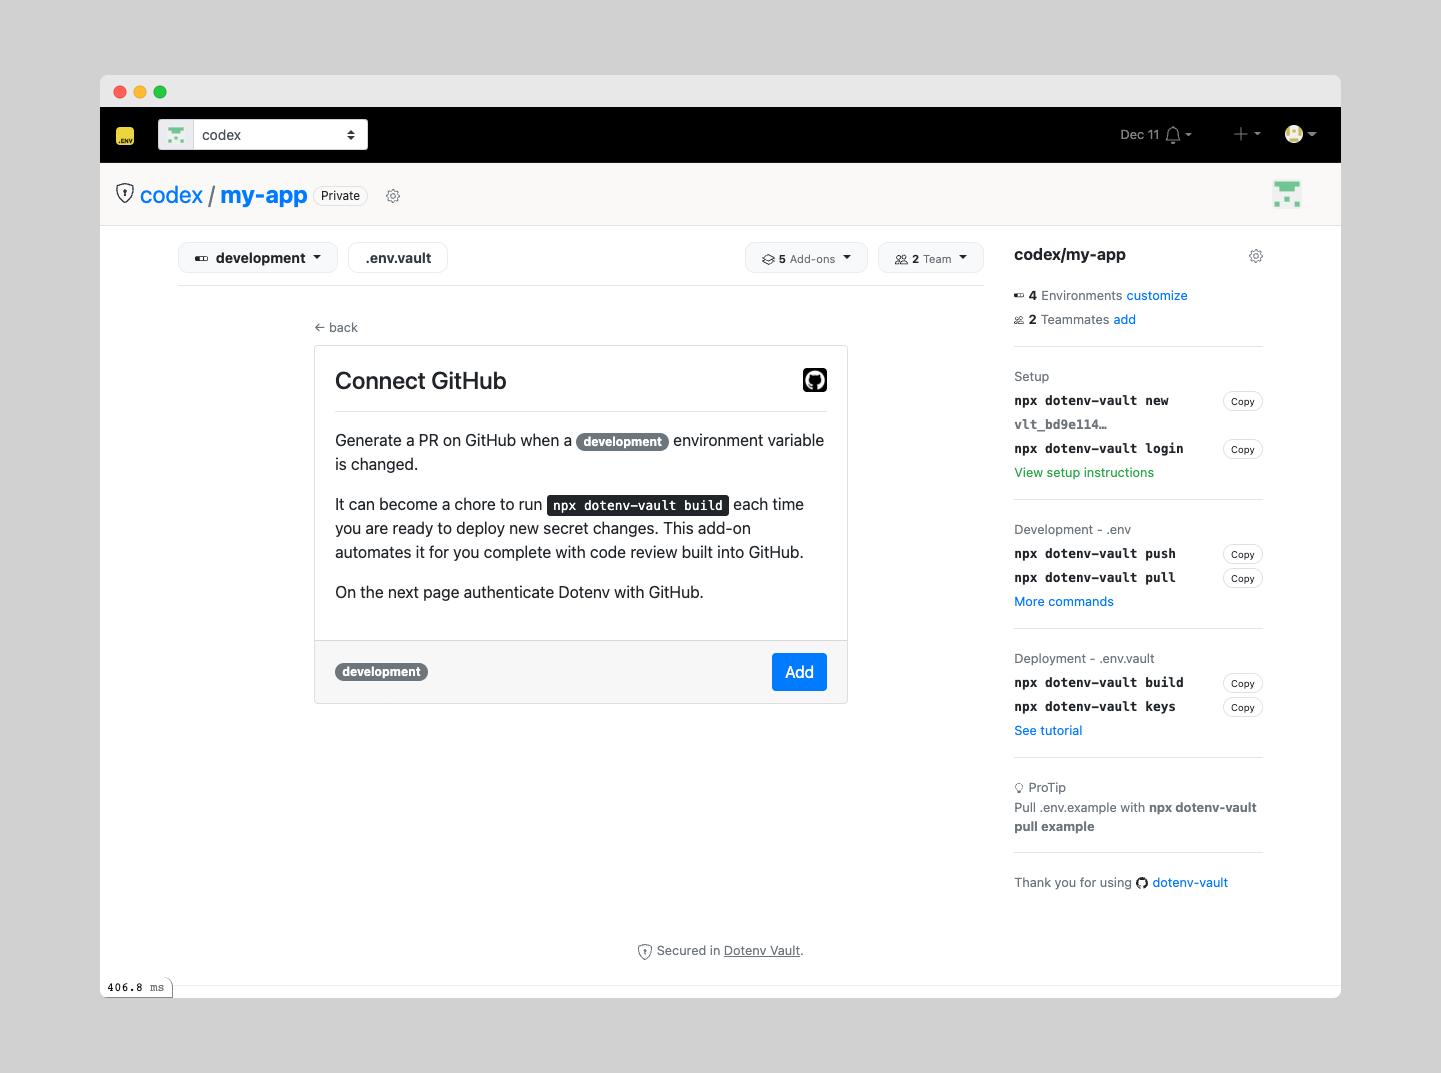 .ENV
codex
Dec 11
codex / my-app Private
development
.env.vault
5 Add-ons
2 Team
← back
Connect GitHub
Generate a PR on GitHub when a development environment variable
is changed.
It can become a chore to run npx dotenv-vault build each time
you are ready to deploy new secret changes. This add-on
automates it for you complete with code review built into GitHub.
On the next page authenticate Dotenv with GitHub.
development
Add
codex/my-app
4 Environments customize
2 Teammates add
Setup
npx dotenv-vault new Copy
vlt_bd9e114…
npx dotenv-vault login Copy
View setup instructions
Development - .env
npx dotenv-vault push Copy
npx dotenv-vault pull Copy
More commands
Deployment - .env.vault
npx dotenv-vault build Copy
npx dotenv-vault keys Copy
See tutorial
ProTip
Pull .env.example with npx dotenv-vault
pull example
Thank you for using dotenv-vault
Secured in Dotenv Vault.
406.8 ms